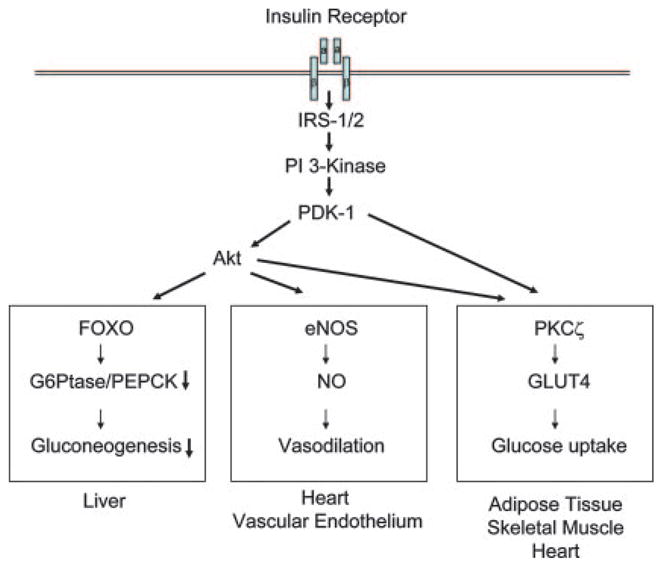 Insulin Receptor
α α
β β
IRS-1/2
PI 3-Kinase
PDK-1
Akt
FOXO
G6Ptase/PEPCK
Gluconeogenesis
Liver
eNOS
NO
Vasodilation
Heart
Vascular Endothelium
PKCζ
GLUT4
Glucose uptake
Adipose Tissue
Skeletal Muscle
Heart